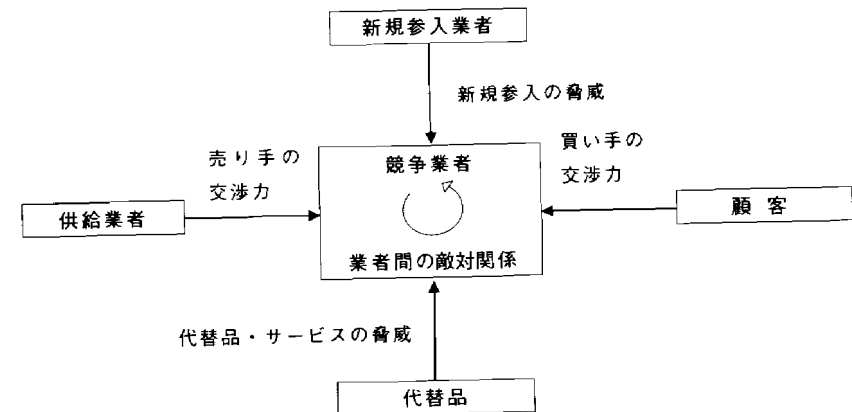 新規参入業者
新規参入の脅威
売り手の
交渉力
競争業者
買い手の
交渉力
供給業者
顧客
業者間の敵対関係
代替品・サービスの脅威
代替品